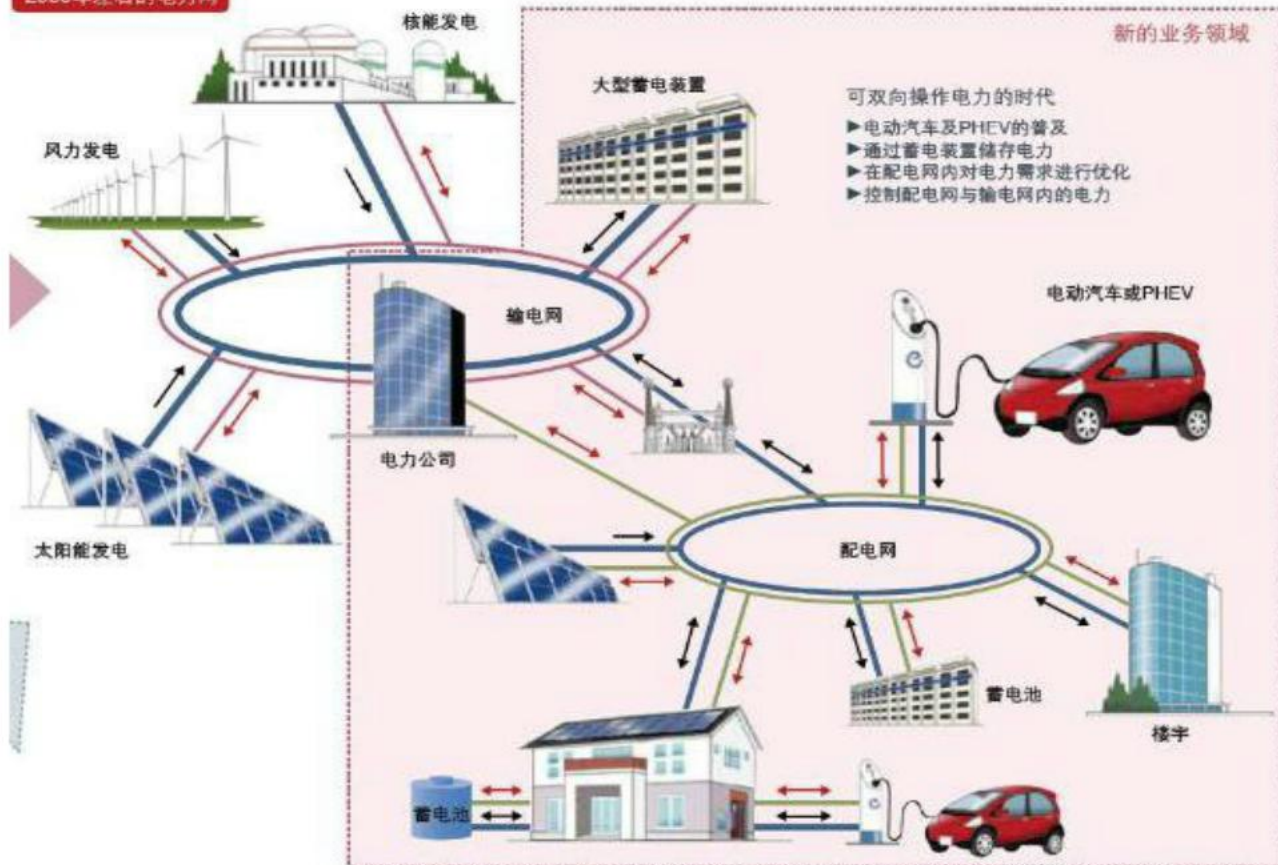 核能发电
新的业务领域
大型蓄电装置
可双向操作电力的时代
▶电动汽车及PHEV的普及
▶通过蓄电装置储存电力
▶在配电网内对电力需求进行优化
▶控制配电网与输电网内的电力
风力发电
电动汽车或PHEV
输电网
电力公司
太阳能发电
配电网
蓄电池
楼宇
蓄电池